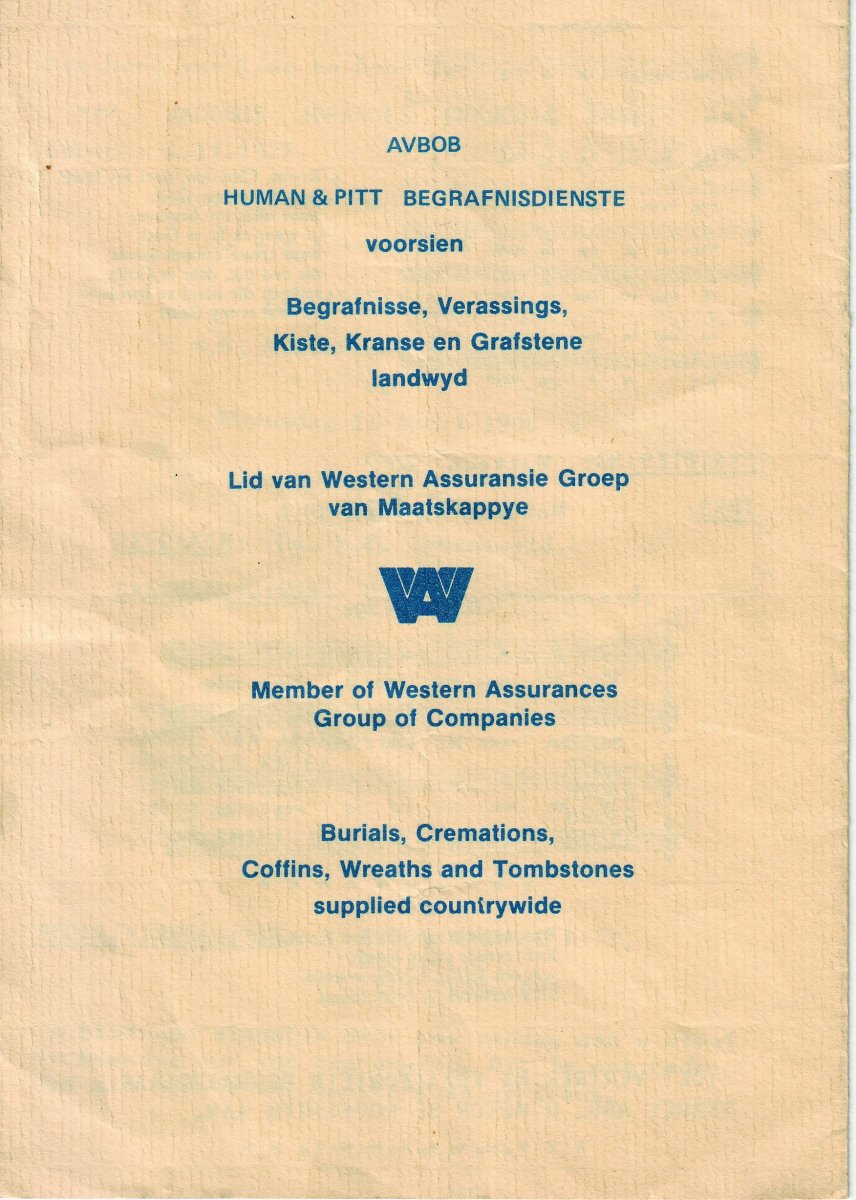 AVBOB
HUMAN & PITT BEGRAFNISDIENSTE
voorsien
Begrafnisse, Verassings,
Kiste, Kranse en Grafstene
landwyd
Lid van Western Assuransie Groep
van Maatskappye
WA
Member of Western Assurances
Group of Companies
Burials, Cremations,
Coffins, Wreaths and Tombstones
supplied countrywide